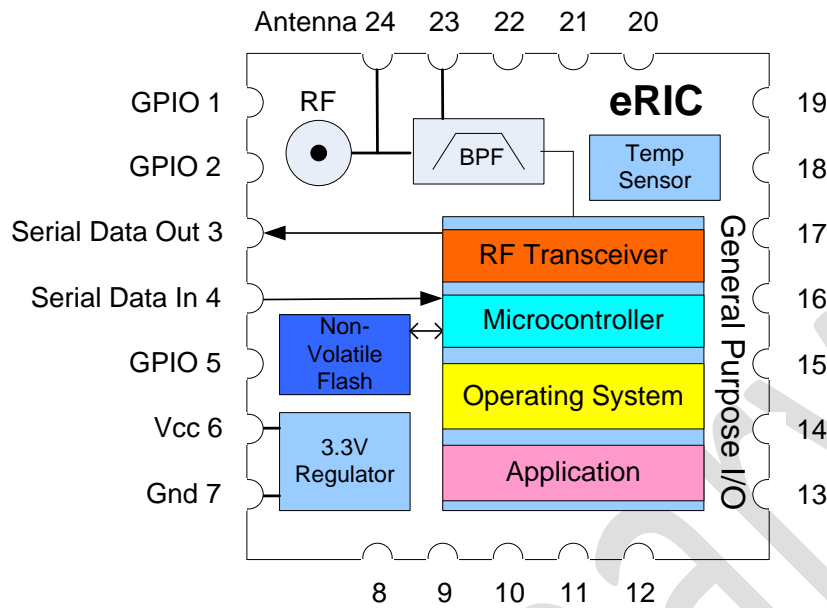 Antenna 24 23 22 21 20
GPIO 1
RF
eRIC
19
GPIO 2
BPF
Temp
Sensor
18
Serial Data Out 3
RF Transceiver
General Purpose I/O
17
Serial Data In 4
Microcontroller
16
Non-
Volatile
Flash
GPIO 5
Operating System
15
Vcc 6
3.3V
Regulator
14
Gnd 7
Application
13
8 9 10 11 12